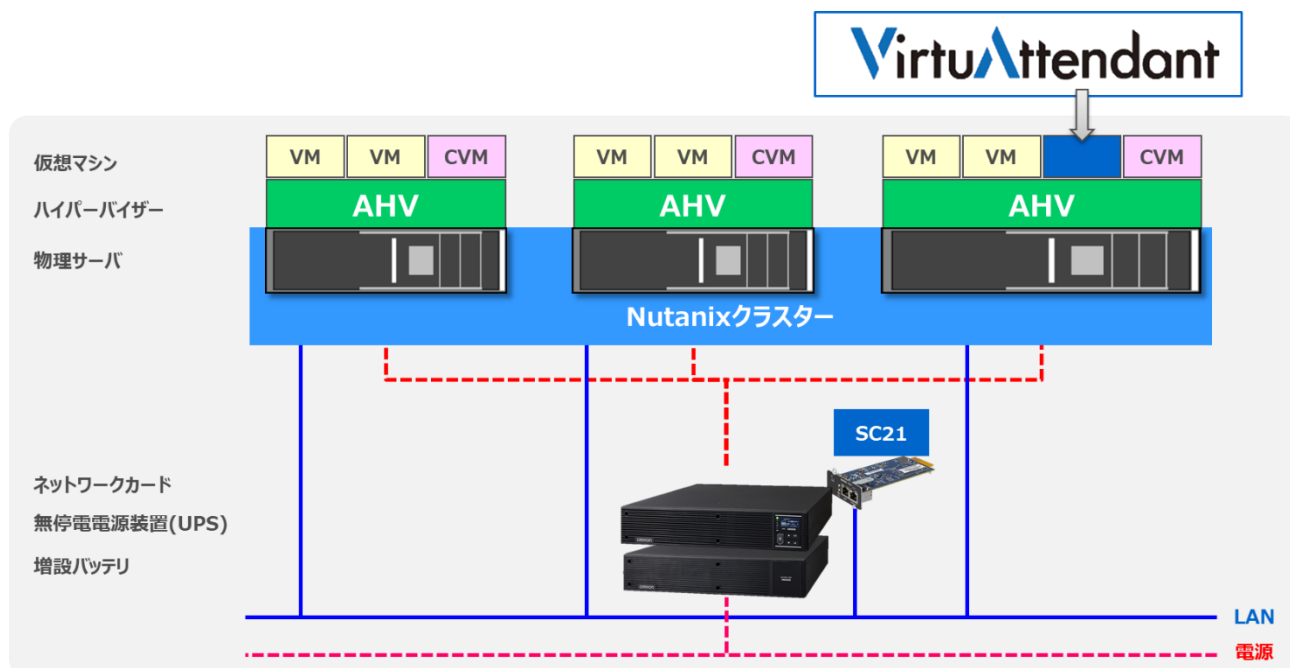 VirtuAttendant
仮想マシン
VM VM CVM VM VM CVM VM VM CVM
ハイパーバイザー
AHV AHV AHV
物理サーバ
Nutanixクラスター
SC21
ネットワークカード
無停電電源装置(UPS)
増設バッテリ
LAN
電源